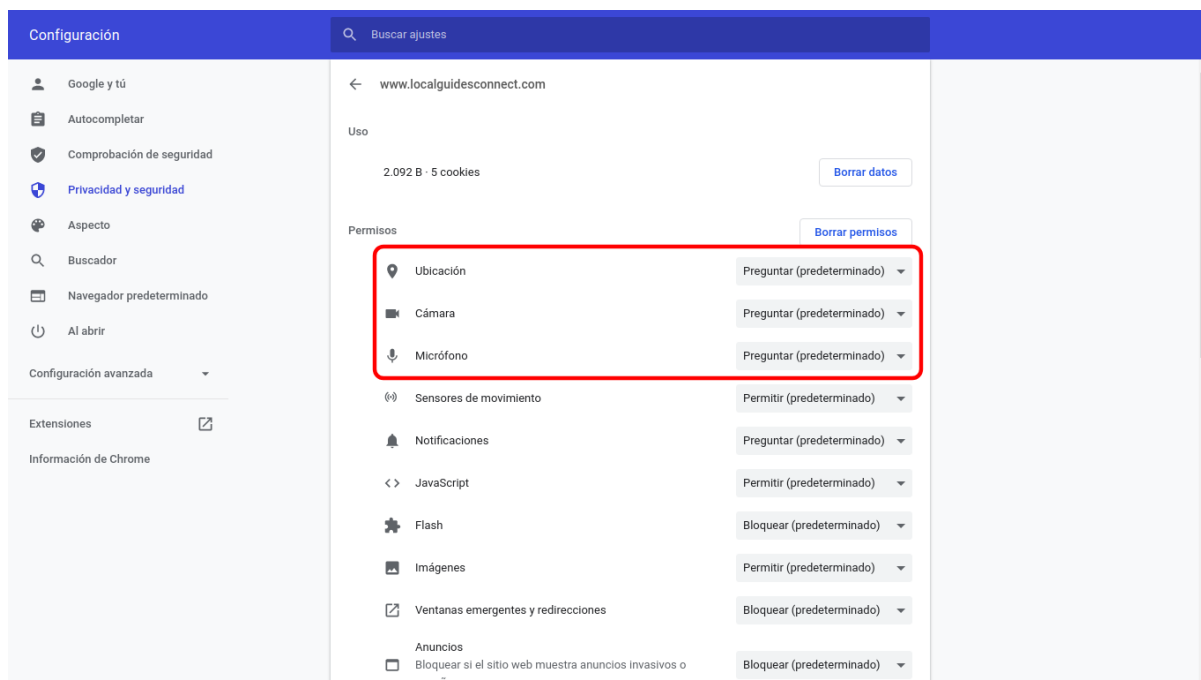 Configuración
Buscar ajustes
Google y tú
Autocompletar
Comprobación de seguridad
Privacidad y seguridad
Aspecto
Buscador
Navegador predeterminado
Al abrir
Configuración avanzada
Extensiones
Información de Chrome
www.localguidesconnect.com
Uso
2.092 B · 5 cookies
Borrar datos
Permisos
Borrar permisos
Ubicación
Preguntar (predeterminado)
Cámara
Preguntar (predeterminado)
Micrófono
Preguntar (predeterminado)
Sensores de movimiento
Permitir (predeterminado)
Notificaciones
Preguntar (predeterminado)
JavaScript
Permitir (predeterminado)
Flash
Bloquear (predeterminado)
Imágenes
Permitir (predeterminado)
Ventanas emergentes y redirecciones
Bloquear (predeterminado)
Anuncios
Bloquear si el sitio web muestra anuncios invasivos o
Bloquear (predeterminado)